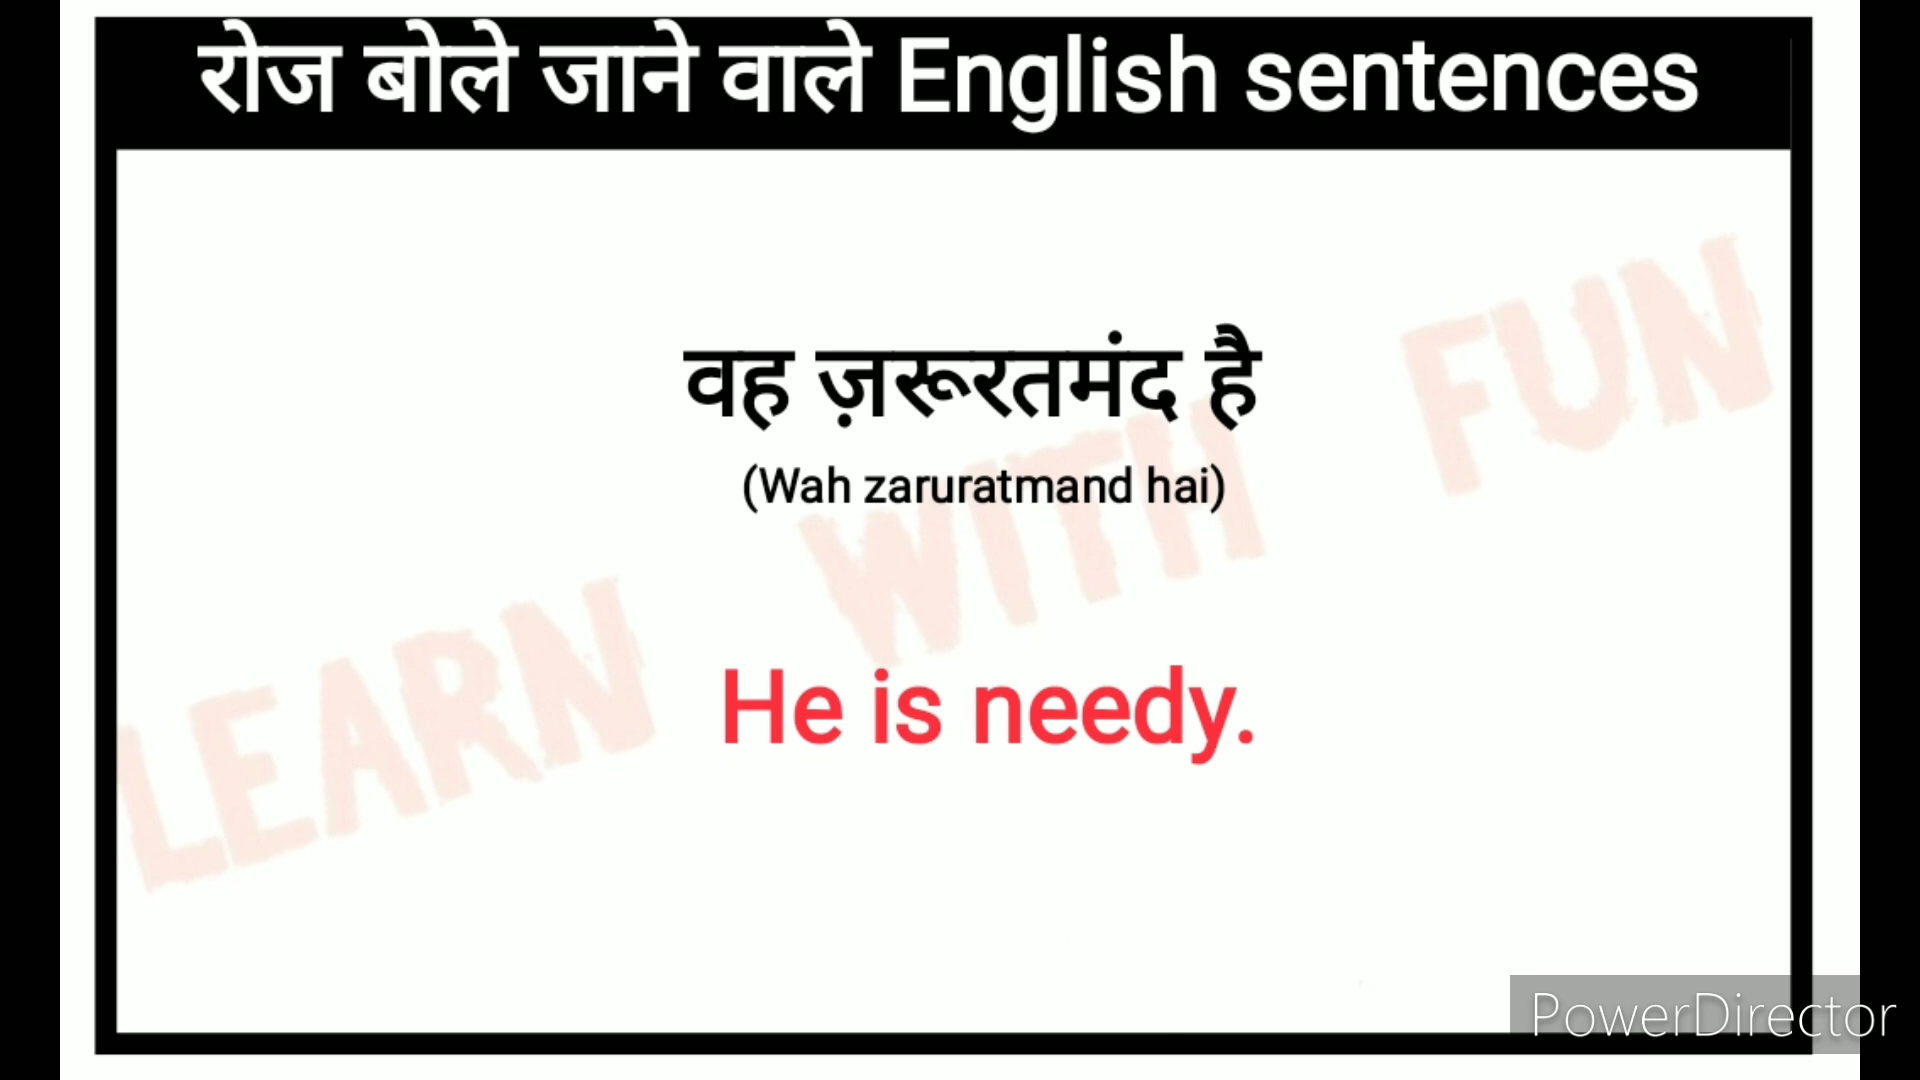 रोज बोले जाने वाले English sentences
वह ज़रूरतमंद है
(Wah zaruratmand hai)
He is needy.
LEARN WITH FUN
PowerDirector